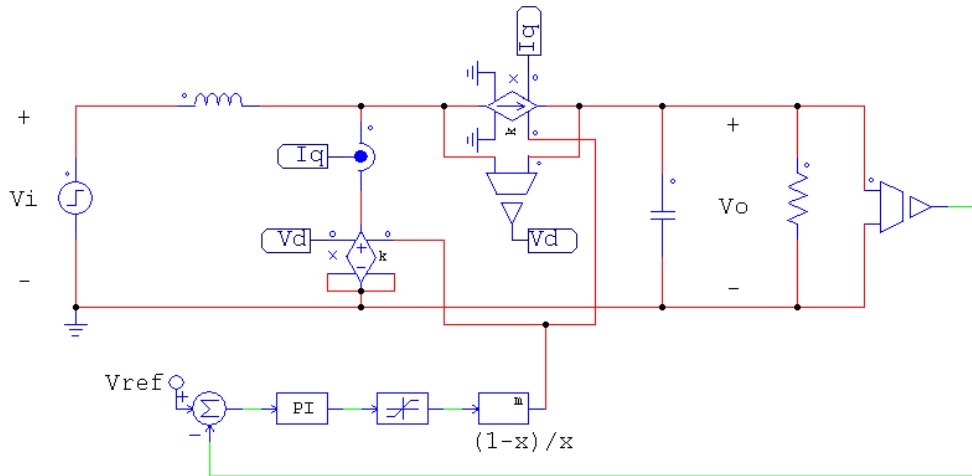 Iq
x
+
+
M
Iq
Vi
Vo
Vd
+
k
x
Vd
-
-
-
Vref
+
Σ
PI
m
-
(1-x)/x